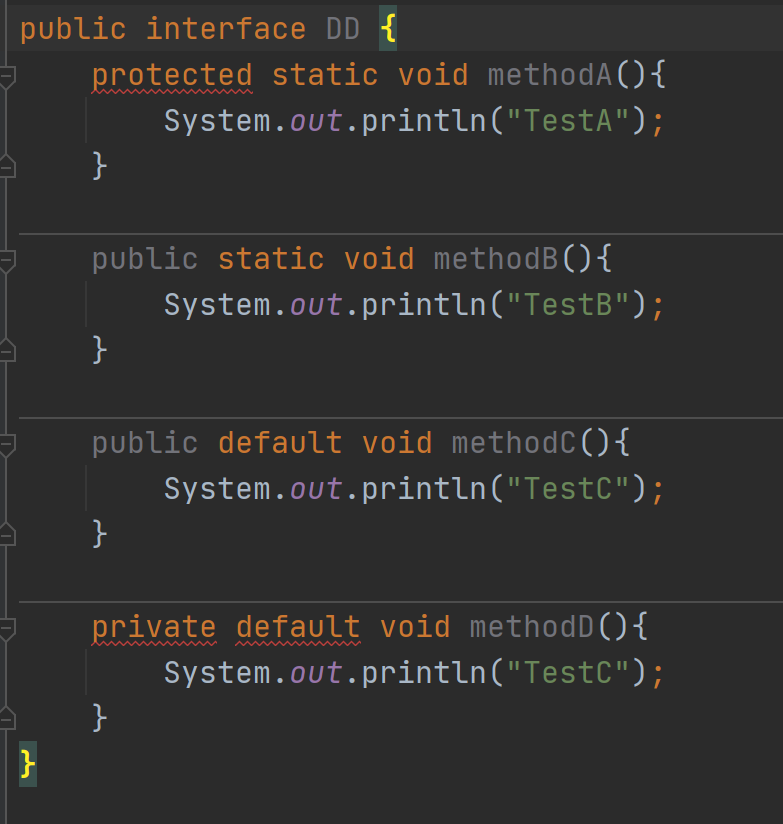 public interface DD {
protected static void methodA(){
System.out.println("TestA");
}
public static void methodB(){
System.out.println("TestB");
}
public default void methodC(){
System.out.println("TestC");
}
private default void methodD(){
System.out.println("TestC");
}
}